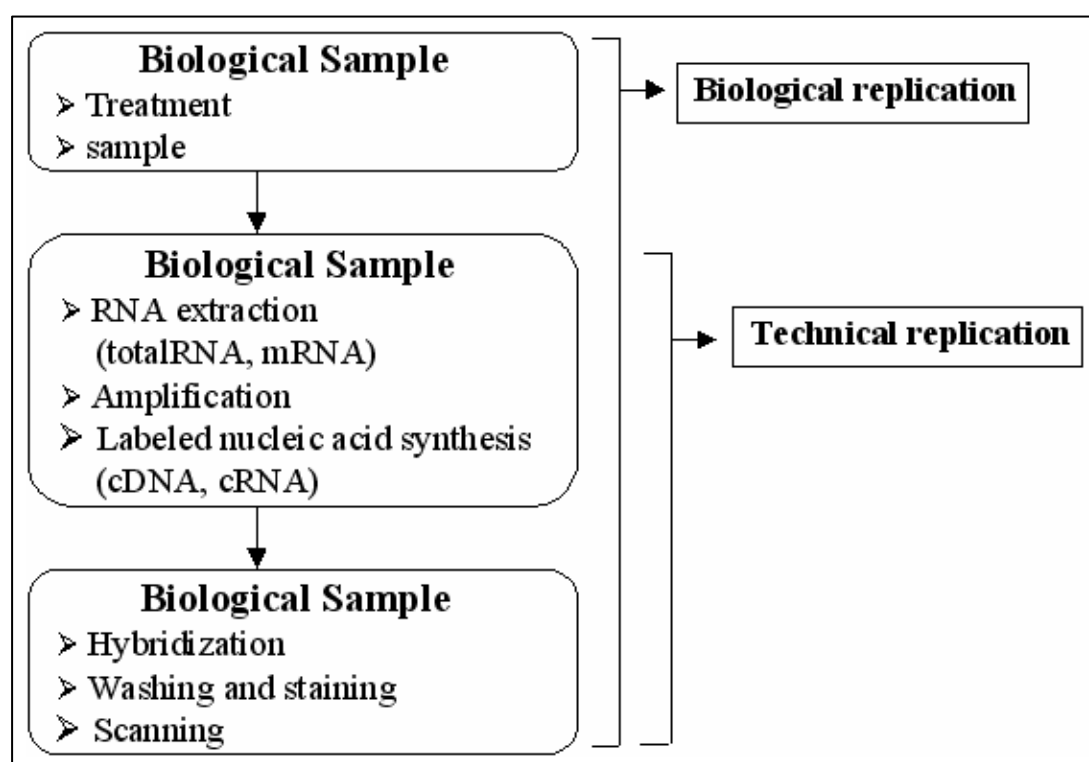 Biological Sample
➢ Treatment
➢ sample
Biological replication
Biological Sample
➢ RNA extraction
(totalRNA, mRNA)
➢ Amplification
➢ Labeled nucleic acid synthesis
(cDNA, cRNA)
Technical replication
Biological Sample
➢ Hybridization
➢ Washing and staining
➢ Scanning